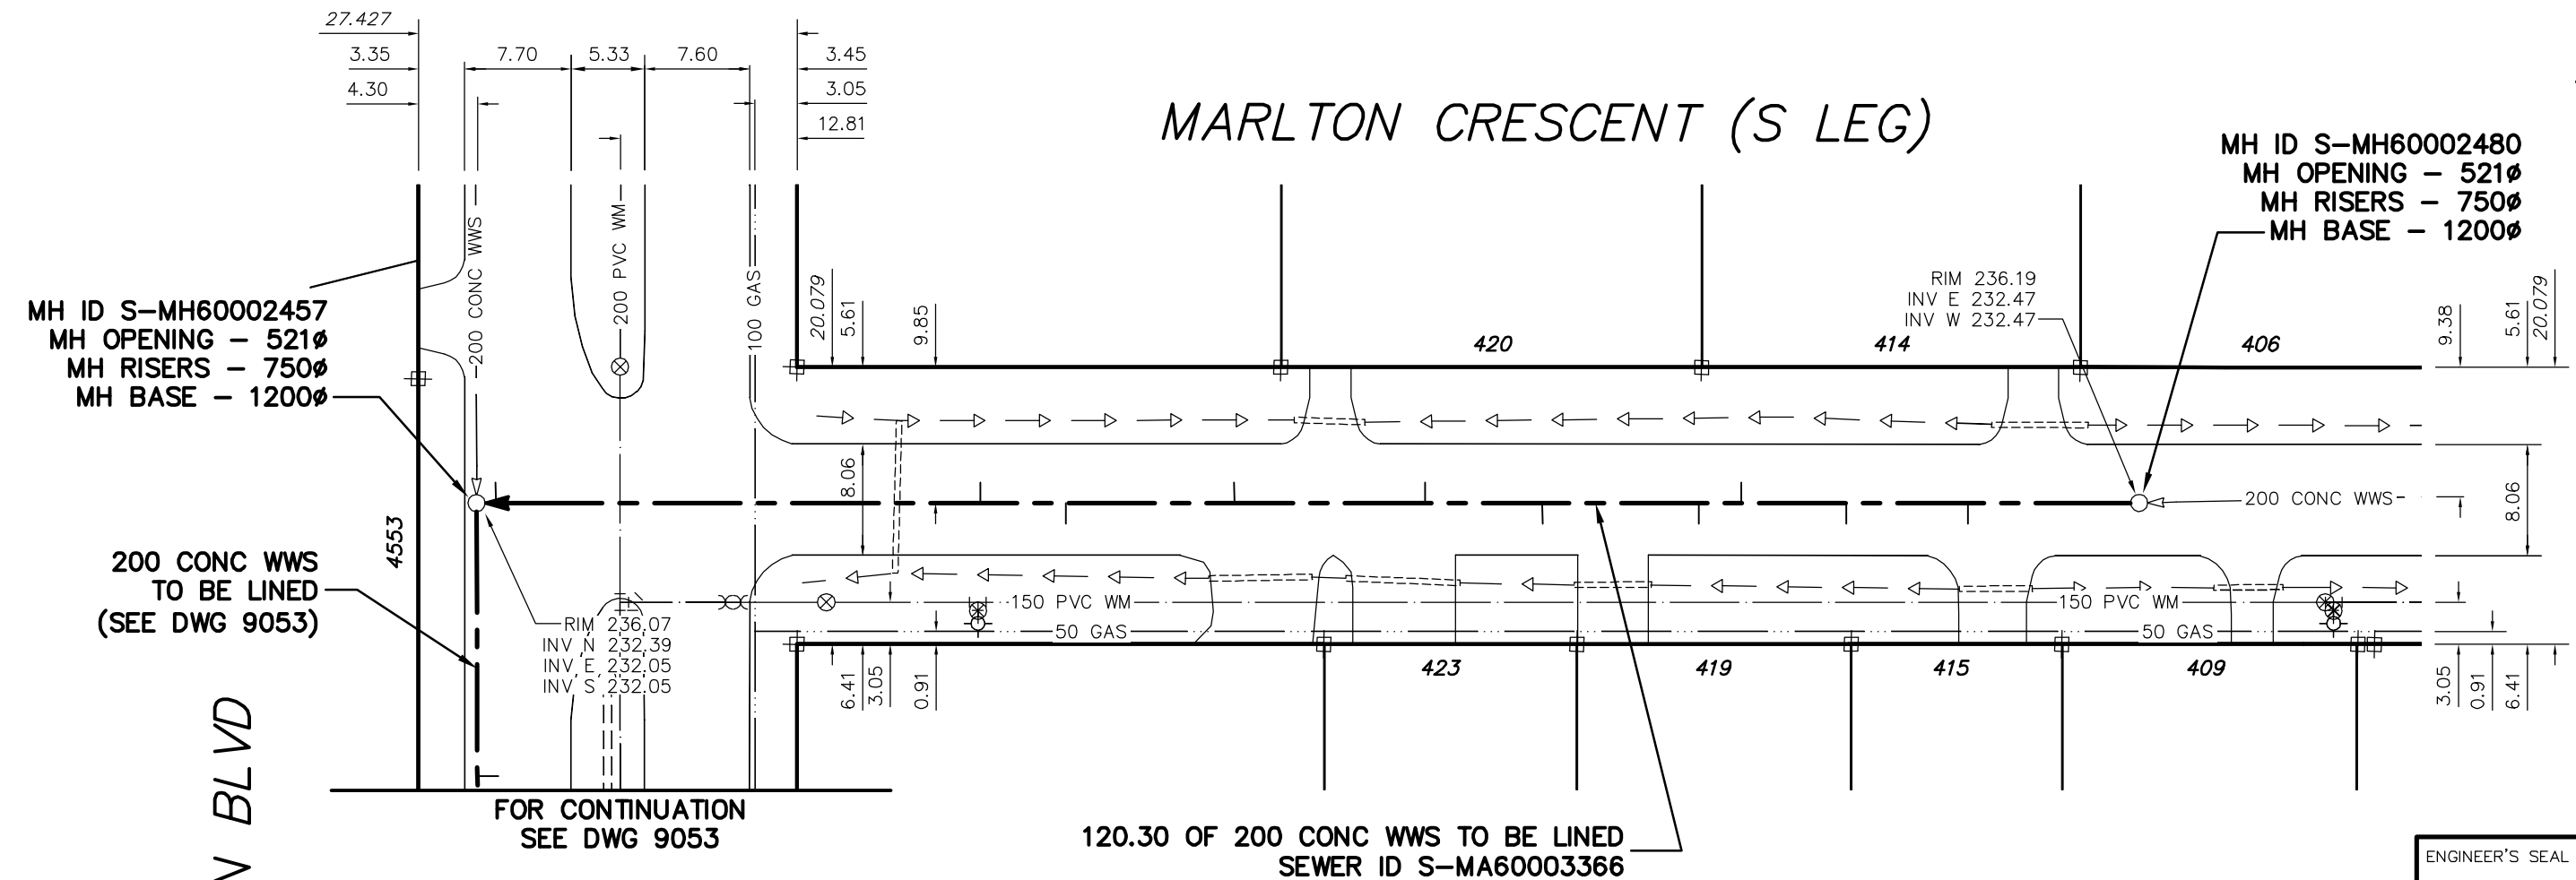 27.427
3.35
4.30
7.70
5.33
7.60
3.45
3.05
12.81
MARLTON CRESCENT (S LEG)
MH ID S-MH60002480
MH OPENING - 521ø
MH RISERS - 750ø
MH BASE - 1200ø
MH ID S-MH60002457
MH OPENING - 521ø
MH RISERS - 750ø
MH BASE - 1200ø
200 CONC WWS
200 PVC WM
100 GAS
20.079
5.61
9.85
RIM 236.19
INV E 232.47
INV W 232.47
420
414
406
9.38
5.61
20.079
8.06
200 CONC WWS
8.06
4553
200 CONC WWS
TO BE LINED
(SEE DWG 9053)
RIM 236.07
INV N 232.39
INV E 232.05
INV S 232.05
150 PVC WM
50 GAS
150 PVC WM
50 GAS
6.41
3.05
0.91
423
419
415
409
3.05
0.91
6.41
N BLVD
FOR CONTINUATION
SEE DWG 9053
120.30 OF 200 CONC WWS TO BE LINED
SEWER ID S-MA60003366
ENGINEER'S SEAL